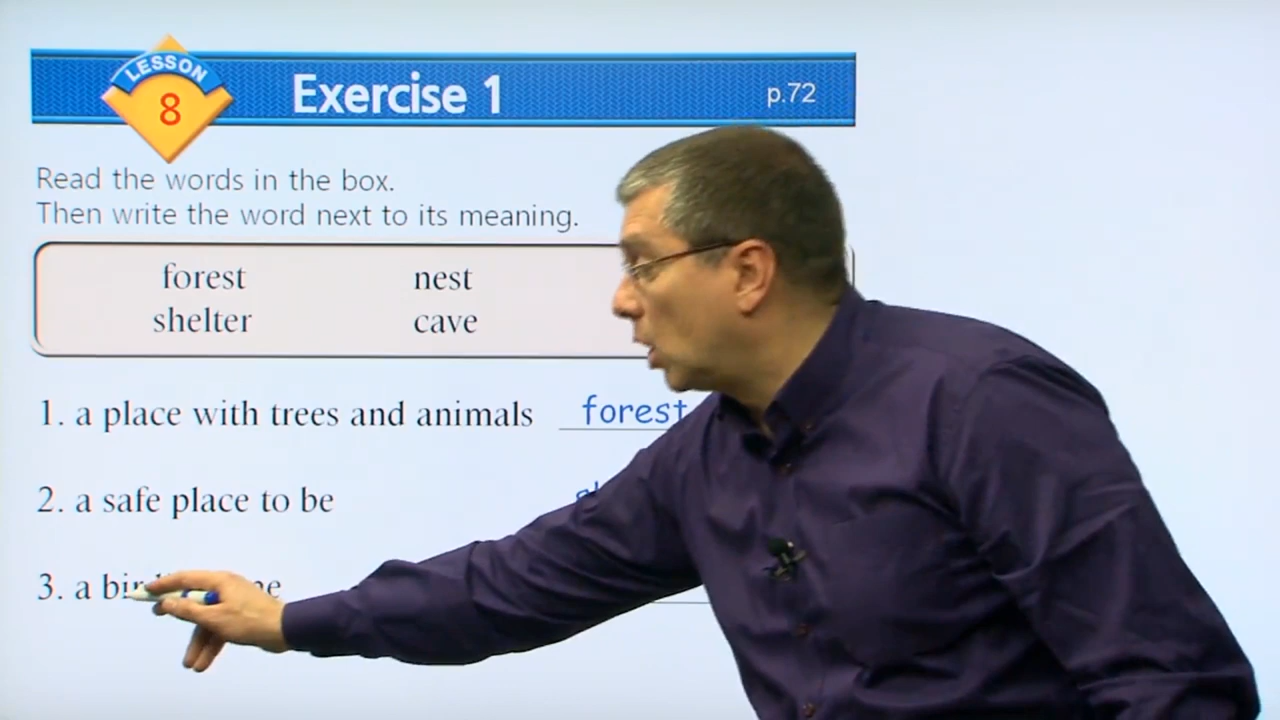 LESSON
8
Exercise 1
p.72
Read the words in the box.
Then write the word next to its meaning.
forest nest
shelter cave
1. a place with trees and animals forest
2. a safe place to be
3. a